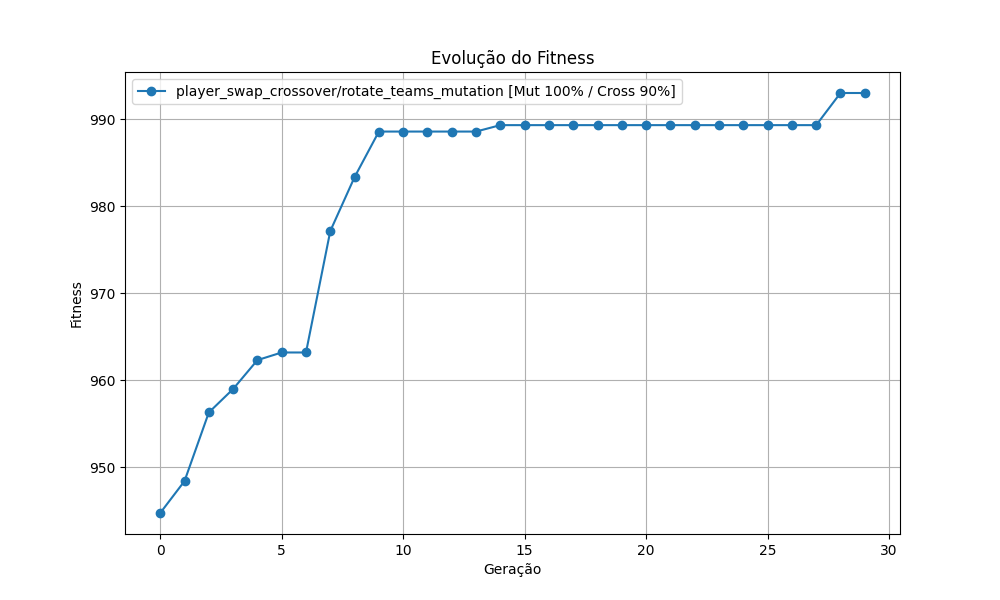 Evolução do Fitness
player_swap_crossover/rotate_teams_mutation [Mut 100% / Cross 90%]
990
980
970
960
950
Fitness
0 5 10 15 20 25 30
Geração